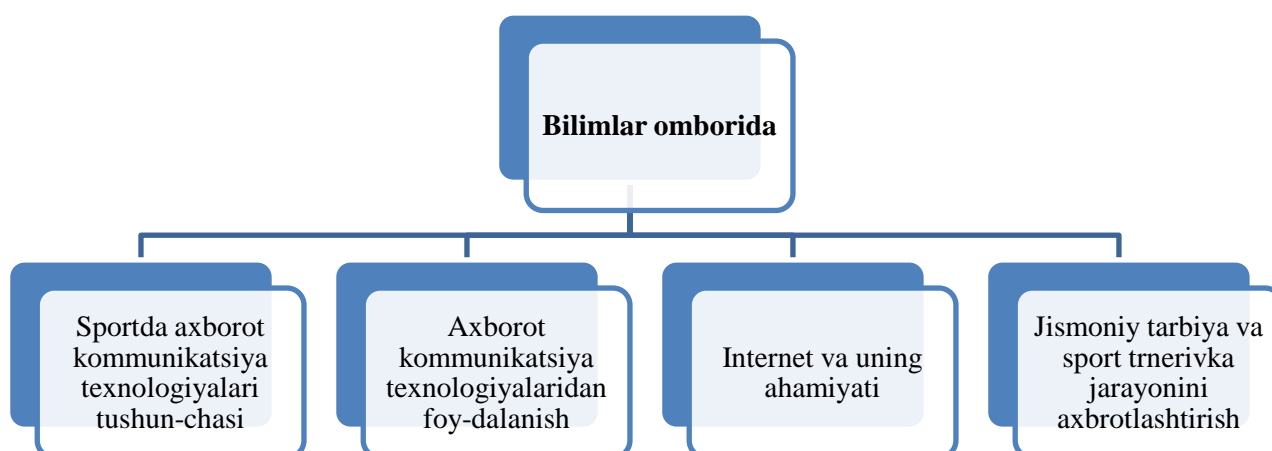 Bilimlar omborida
Sportda axborot
kommunikatsiya
texnologiyalari
tushun-chasi
Axborot
kommunikatsiya
texnologiyalaridan
foy-dalanish
Internet va uning
ahamiyati
Jismoniy tarbiya va
sport trnerivka
jarayonini
axbrotlashtirish